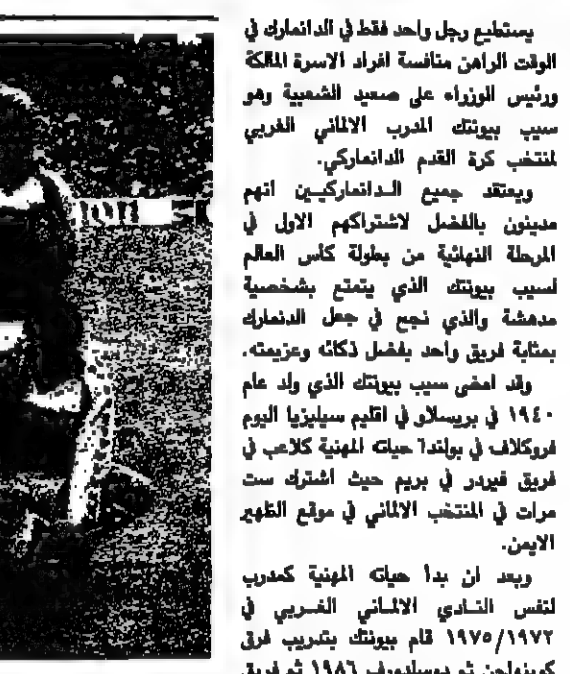 يستطيع رجل واحد فقط في الدانمارك في
الوقت الراهن منافسة افراد الاسرة المالكة
ورئيس الوزراء على صعيد الشعبية وهو
سيب بيونتك المدرب الالماني الغربي
لمنتخب كرة القدم الدانماركي.
ويعتقد جميع الدانماركيين انهم
مدينون بالفضل لاشتراكهم الاول في
المرحلة النهائية من بطولة كأس العالم
لسيب بيونتك الذي يتمتع بشخصية
مدهشة والذي نجح في جعل الدنمارك
بمثابة فريق واحد بفضل ذكائه وعزيمته.
وقد امضى سيب بيونتك الذي ولد عام
١٩٤٠ في بريسلاو في اقليم سيليزيا اليوم
فروكلاف في بولندا حياته المهنية كلاعب في
فريق فيردر في بريم حيث اشترك ست
مرات في المنتخب الالماني في موقع الظهير
الايمن.
وبعد ان بدأ حياته المهنية كمدرب
لنفس النادي الالماني الغربي في
١٩٧٥/١٩٧٢ قام بيونتك بتدريب فرق
ثم دوسيلدورف ١٩٨٦ ثم فريق